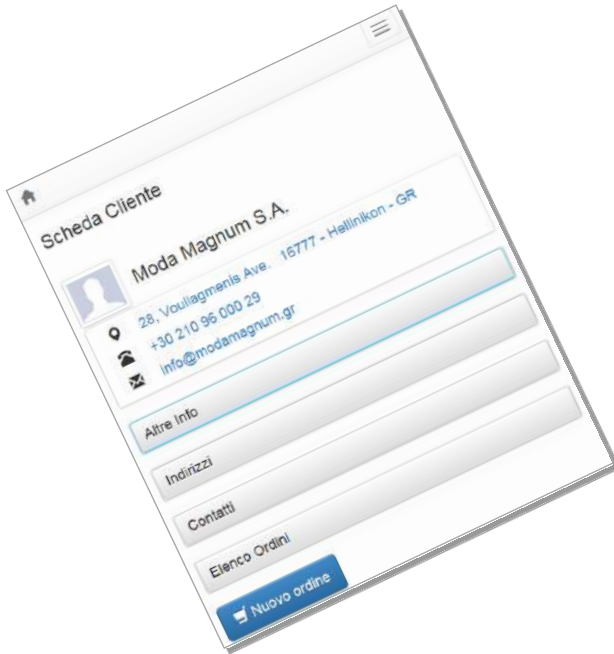 Scheda Cliente
Moda Magnum S.A.
28, Vouliagmenis Ave. 16777 - Hellinikon - GR
+30 210 96 000 29
info@modamagnum.gr
Altre Info
Indirizzi
Contatti
Elenco Ordini
Nuovo ordine